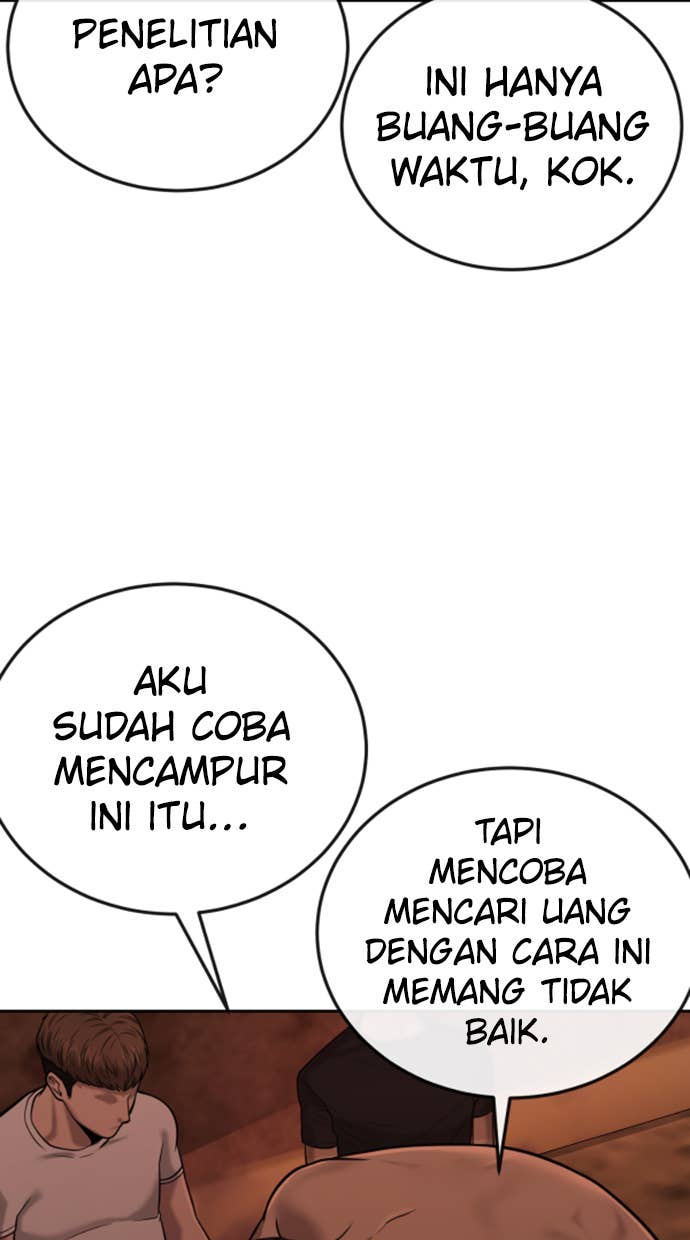 PENELITIAN
APA?
INI HANYA
BUANG-BUANG
WAKTU, KOK.
AKU
SUDAH COBA
MENCAMPUR
INI ITU...
TAPI
MENCOBA
MENCARI UANG
DENGAN CARA INI
MEMANG TIDAK
BAIK.